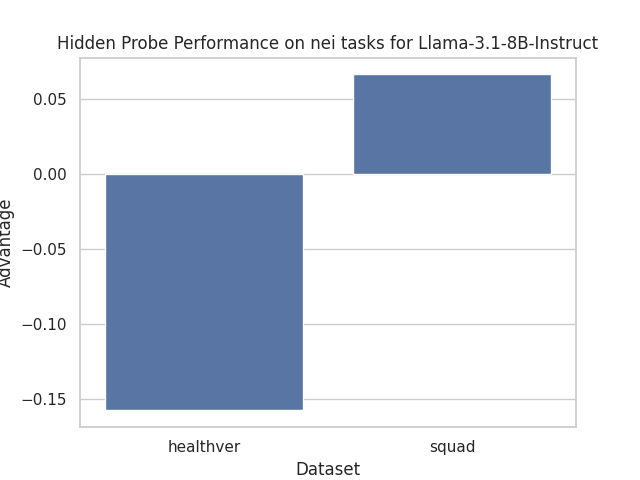 Hidden Probe Performance on nei tasks for Llama-3.1-8B-Instruct
0.05
0.00
−0.05
−0.10
−0.15
Advantage
healthver squad
Dataset